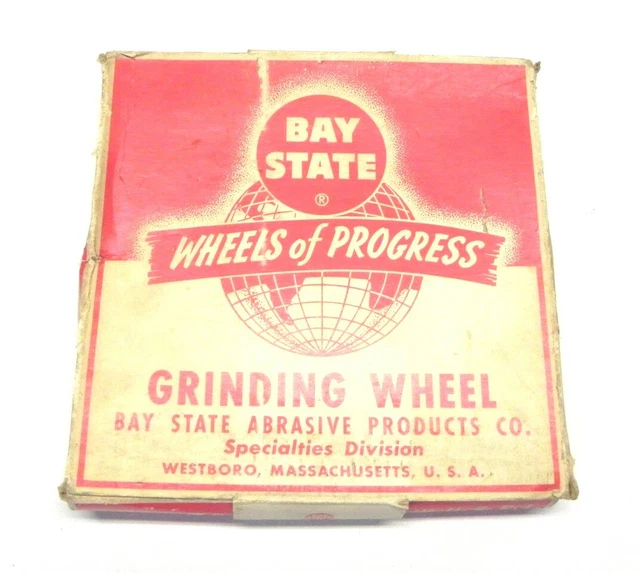 BAY
STATE
®
WHEELS of PROGRESS
GRINDING WHEEL
BAY STATE ABRASIVE PRODUCTS CO.
Specialties Division
WESTBORO, MASSACHUSETTS, U. S. A.